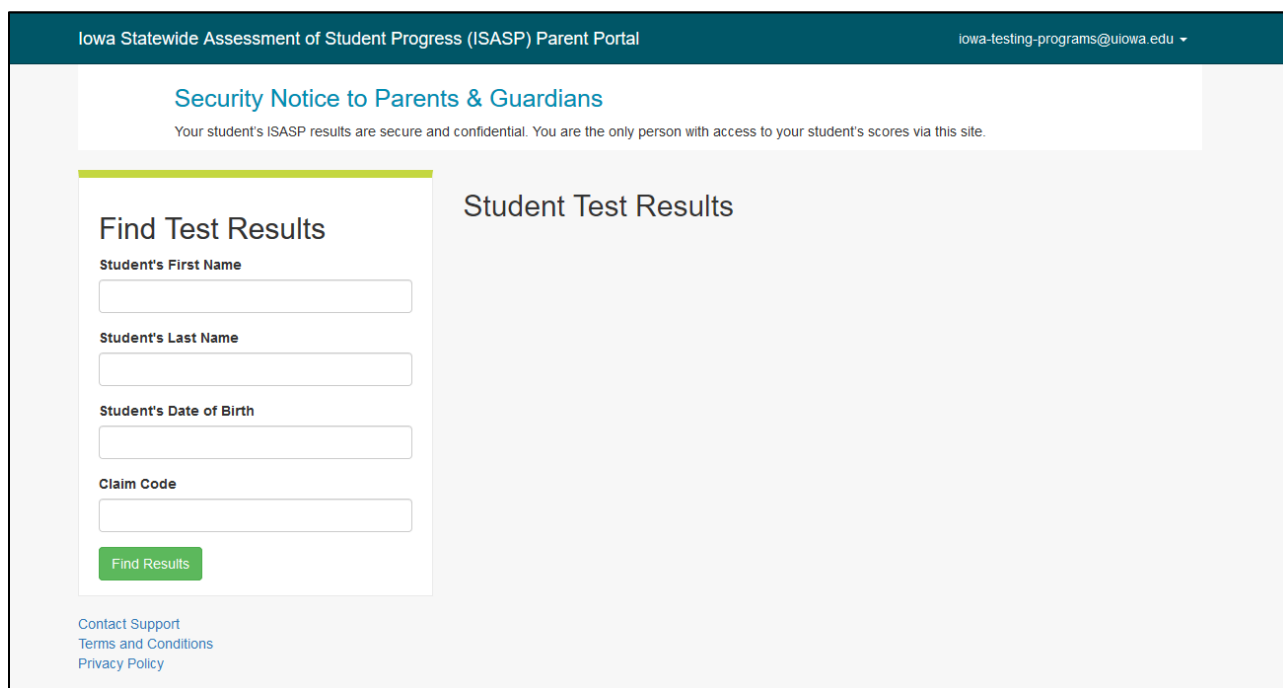 Iowa Statewide Assessment of Student Progress (ISASP) Parent Portal
iowa-testing-programs@uiowa.edu
Security Notice to Parents & Guardians
Your student's ISASP results are secure and confidential. You are the only person with access to your student's scores via this site.
Find Test Results
Student's First Name
Student's Last Name
Student's Date of Birth
Claim Code
Find Results
Student Test Results
Contact Support
Terms and Conditions
Privacy Policy